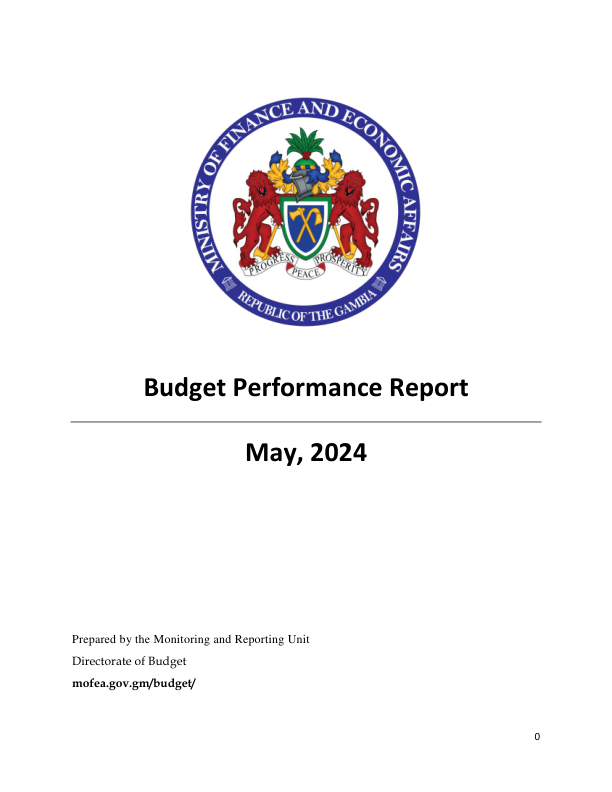 MINISTRY OF FINANCE AND ECONOMIC AFFAIRS
PROGRESS PEACE PROSPERITY
REPUBLIC OF THE GAMBIA
Budget Performance Report
May, 2024
Prepared by the Monitoring and Reporting Unit
Directorate of Budget
mofea.gov.gm/budget/
0